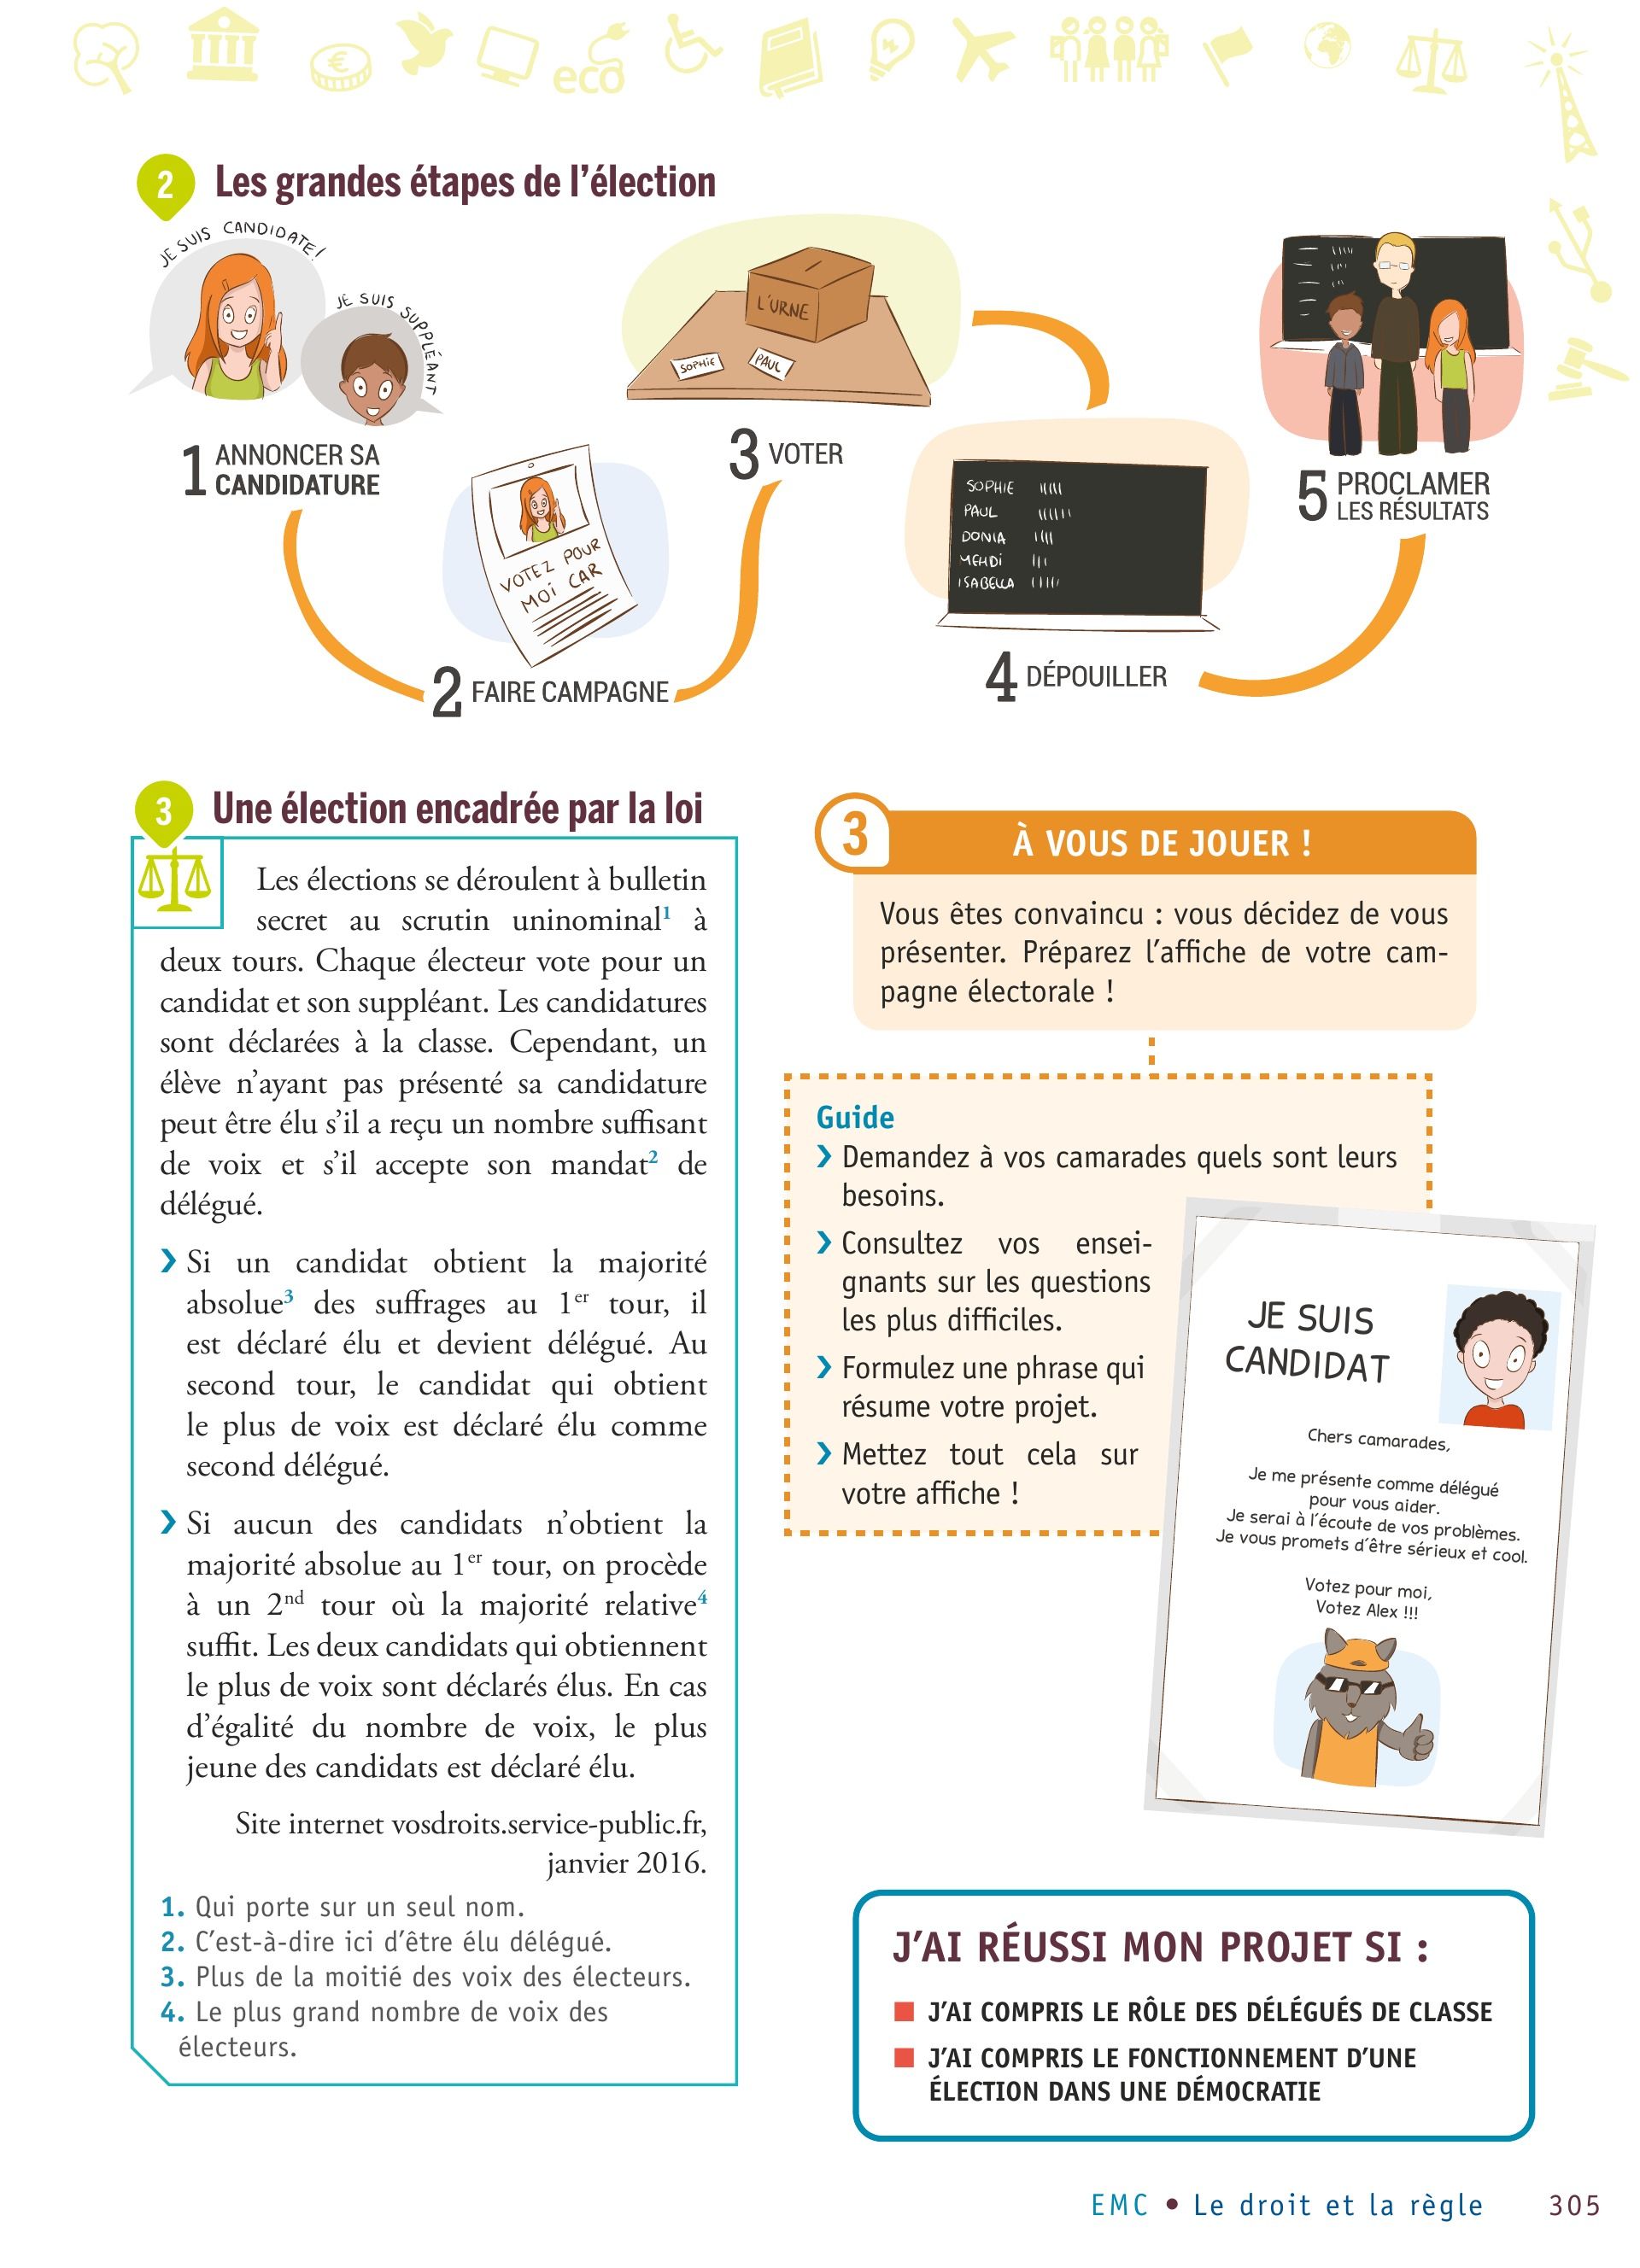 eco
2 Les grandes étapes de l'élection
JE SUIS CANDIDATE !
JE SUIS SUPPLÉANT
1 ANNONCER SA
CANDIDATURE
VOTEZ POUR
MOI CAR
2 FAIRE CAMPAGNE
L'URNE
SOPHIE
PAUL
3 VOTER
SOPHIE
PAUL
DONIA
MEHDI
ISABELLA
4 DÉPOUILLER
5 PROCLAMER
LES RÉSULTATS
3 Une élection encadrée par la loi
Les élections se déroulent à bulletin
secret au scrutin uninominal1 à
deux tours. Chaque électeur vote pour un
candidat et son suppléant. Les candidatures
sont déclarées à la classe. Cependant, un
élève n'ayant pas présenté sa candidature
peut être élu s'il a reçu un nombre suffisant
de voix et s'il accepte son mandat2 de
délégué.
› Si un candidat obtient la majorité
absolue3 des suffrages au 1er tour, il
est déclaré élu et devient délégué. Au
second tour, le candidat qui obtient
le plus de voix est déclaré élu comme
second délégué.
› Si aucun des candidats n'obtient la
majorité absolue au 1er tour, on procède
à un 2nd tour où la majorité relative4
suffit. Les deux candidats qui obtiennent
le plus de voix sont déclarés élus. En cas
d'égalité du nombre de voix, le plus
jeune des candidats est déclaré élu.
Site internet vosdroits.service-public.fr,
janvier 2016.
1. Qui porte sur un seul nom.
2. C'est-à-dire ici d'être élu délégué.
3. Plus de la moitié des voix des électeurs.
4. Le plus grand nombre de voix des
électeurs.
3 À VOUS DE JOUER !
Vous êtes convaincu : vous décidez de vous
présenter. Préparez l'affiche de votre cam-
pagne électorale !
Guide
› Demandez à vos camarades quels sont leurs
besoins.
› Consultez vos ensei-
gnants sur les questions
les plus difficiles.
› Formulez une phrase qui
résume votre projet.
› Mettez tout cela sur
votre affiche !
JE SUIS
CANDIDAT
Chers camarades,
Je me présente comme délégué
pour vous aider.
Je serai à l'écoute de vos problèmes.
Je vous promets d'être sérieux et cool.
Votez pour moi,
Votez Alex !!!
J'AI RÉUSSI MON PROJET SI :
■ J'AI COMPRIS LE RÔLE DES DÉLÉGUÉS DE CLASSE
■ J'AI COMPRIS LE FONCTIONNEMENT D'UNE
ÉLECTION DANS UNE DÉMOCRATIE
EMC • Le droit et la règle 305